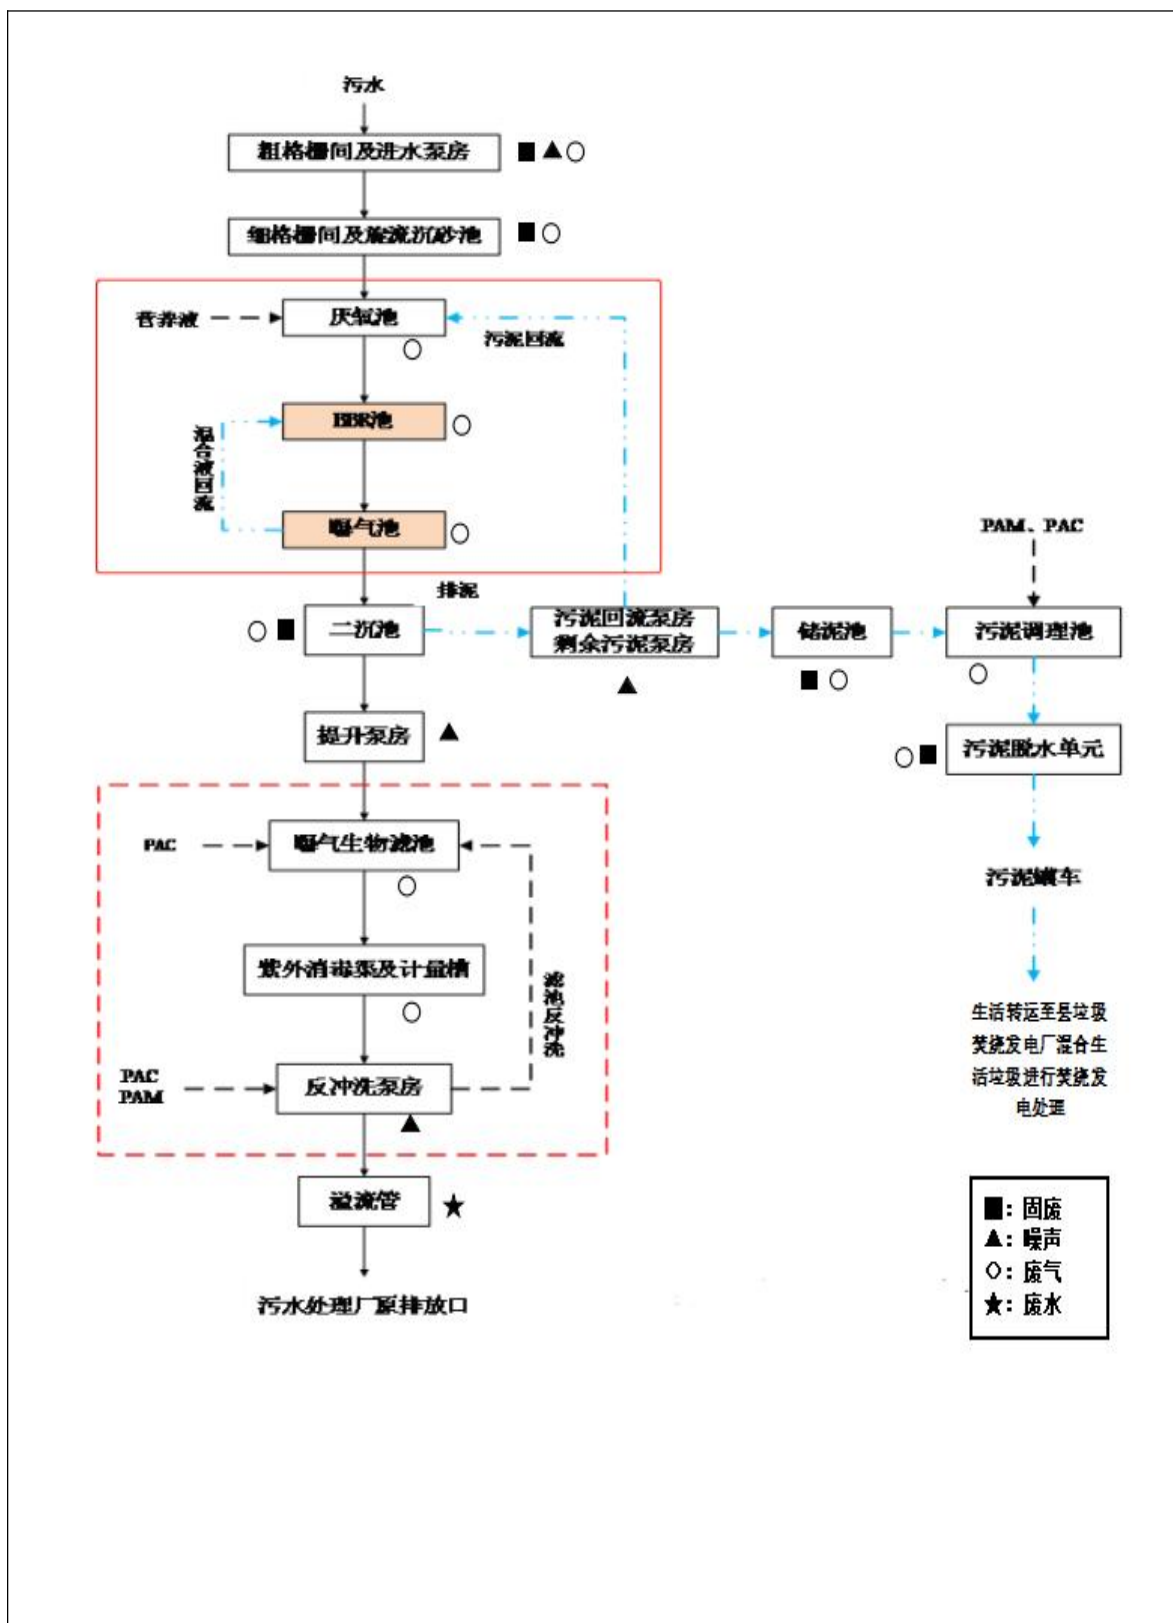 污水
粗格栅间及进水泵房
细格栅间及旋流沉砂池
营养液
厌氧池
污泥回流
BBR池
混合液回流
曝气池
PAM、PAC
排泥
二沉池
污泥回流泵房
剩余污泥泵房
储泥池
污泥调理池
提升泵房
污泥脱水单元
PAC
曝气生物滤池
污泥罐车
紫外消毒渠及计量槽
滤池反冲洗
生活转运至县垃圾
焚烧发电厂混合生
活垃圾进行焚烧发
电处理
PAC
PAM
反冲洗泵房
溢流管
污水处理厂原排放口
■：固废
▲：噪声
○：废气
★：废水